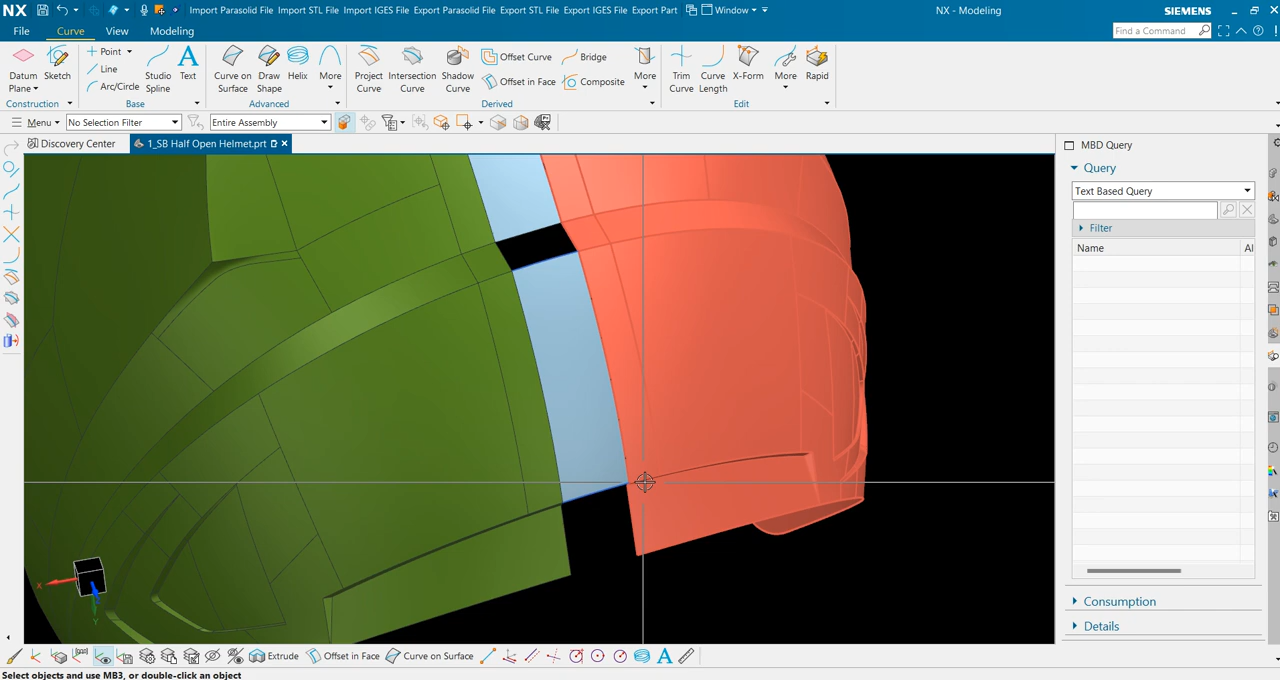 NX Import Parasolid File Import STL File Import IGES File Export Parasolid File Export STL File Export IGES File Export Part Window NX - Modeling SIEMENS
File Curve View Modeling Find a Command
Datum Plane Sketch Point Line Arc/Circle Studio Spline Text Curve on Surface Draw Shape Helix More Project Curve Intersection Curve Shadow Curve Offset Curve Offset in Face Bridge Composite More Trim Curve Curve Length X-Form More Rapid
Construction Base Advanced Derived Edit
Menu No Selection Filter Entire Assembly
Discovery Center 1_SB Half Open Helmet.prt MBD Query
Query
Text Based Query
Filter
Name Al
X
Y
Consumption
Details
Extrude Offset in Face Curve on Surface
Select objects and use MB3, or double-click an object